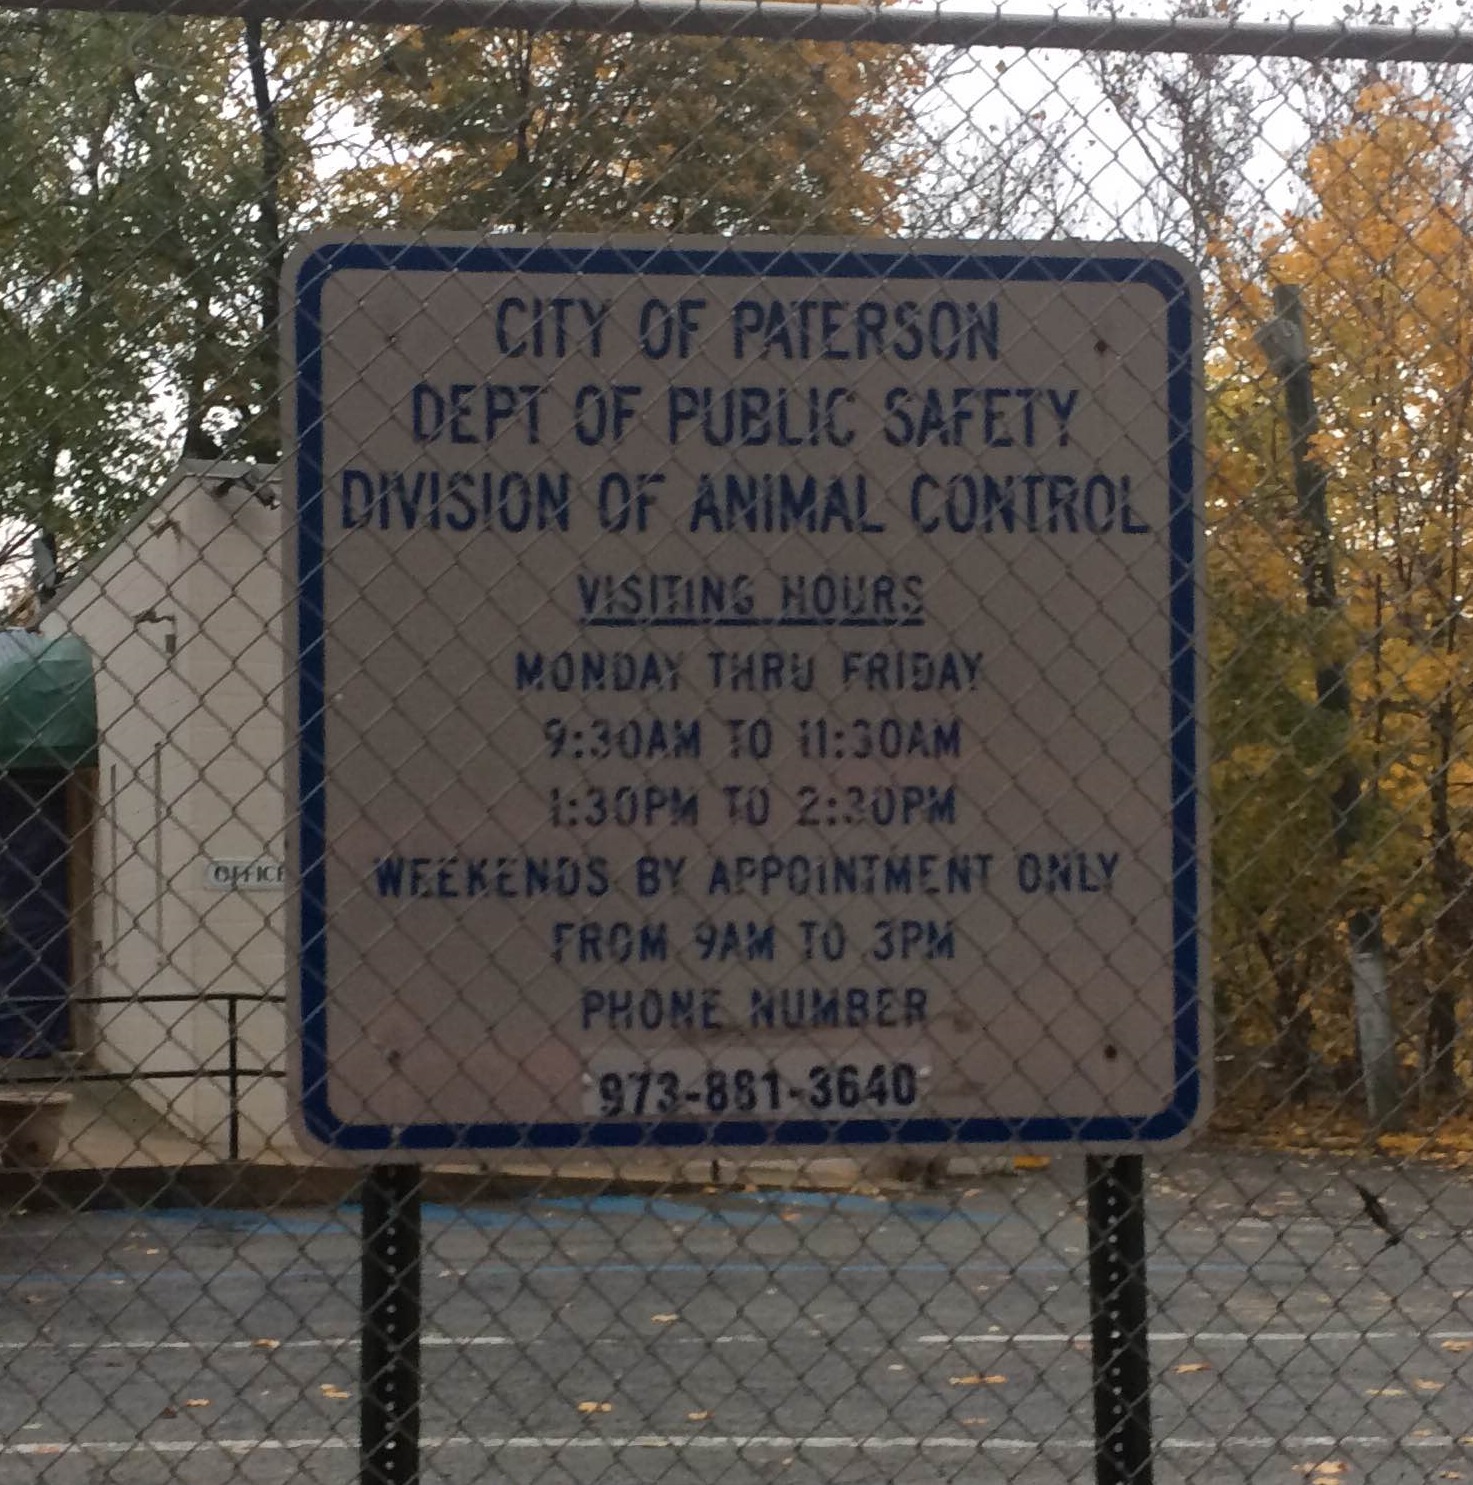 CITY OF PATERSON
DEPT OF PUBLIC SAFETY
DIVISION OF ANIMAL CONTROL
VISITING HOURS
MONDAY THRU FRIDAY
9:30AM TO 11:30AM
1:30PM TO 2:30PM
WEEKENDS BY APPOINTMENT ONLY
FROM 9AM TO 3PM
PHONE NUMBER
973-881-3640
OFFICE